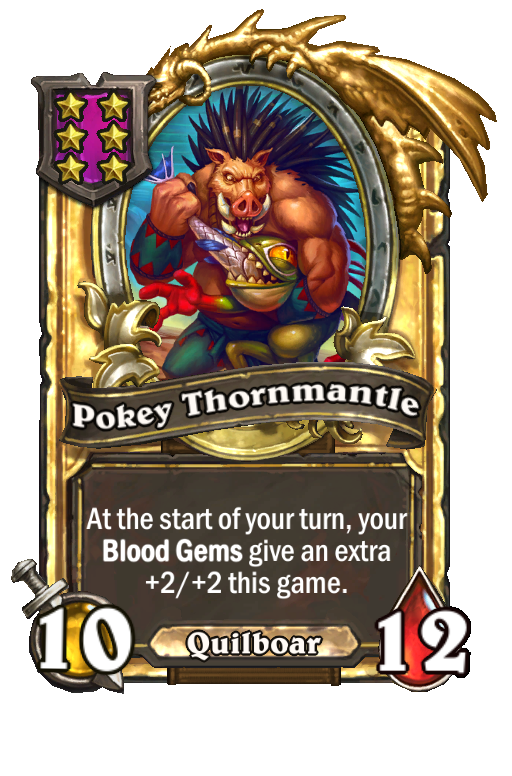 Pokey Thornmantle
At the start of your turn, your
Blood Gems give an extra
+2/+2 this game.
10
Quilboar
12